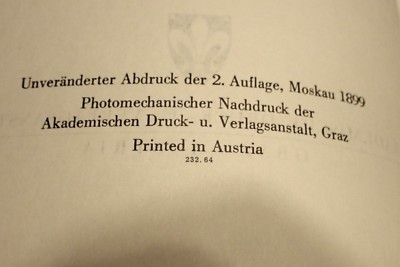 Unveränderter Abdruck der 2. Auflage, Moskau 1899
Photomechanischer Nachdruck der
Akademischen Druck- u. Verlagsanstalt, Graz
Printed in Austria
232.64